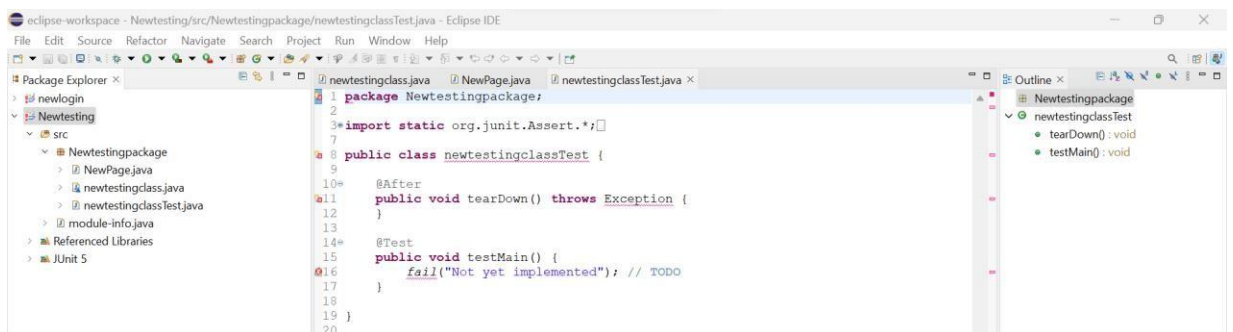 eclipse-workspace - Newtesting/src/Newtestingpackage/newtestingclassTest.java - Eclipse IDE
File Edit Source Refactor Navigate Search Project Run Window Help
Package Explorer
newlogin
Newtesting
src
Newtestingpackage
NewPage.java
newtestingclass.java
newtestingclassTest.java
module-info.java
Referenced Libraries
JUnit 5
newtestingclass.java NewPage.java newtestingclassTest.java
1 package Newtestingpackage;
2
3 import static org.junit.Assert.*;
7
8 public class newtestingclassTest {
9
10 @After
11 public void tearDown() throws Exception {
12 }
13
14 @Test
15 public void testMain() {
16 fail("Not yet implemented"); // TODO
17 }
18
19 }
20
Outline
Newtestingpackage
newtestingclassTest
tearDown() : void
testMain() : void